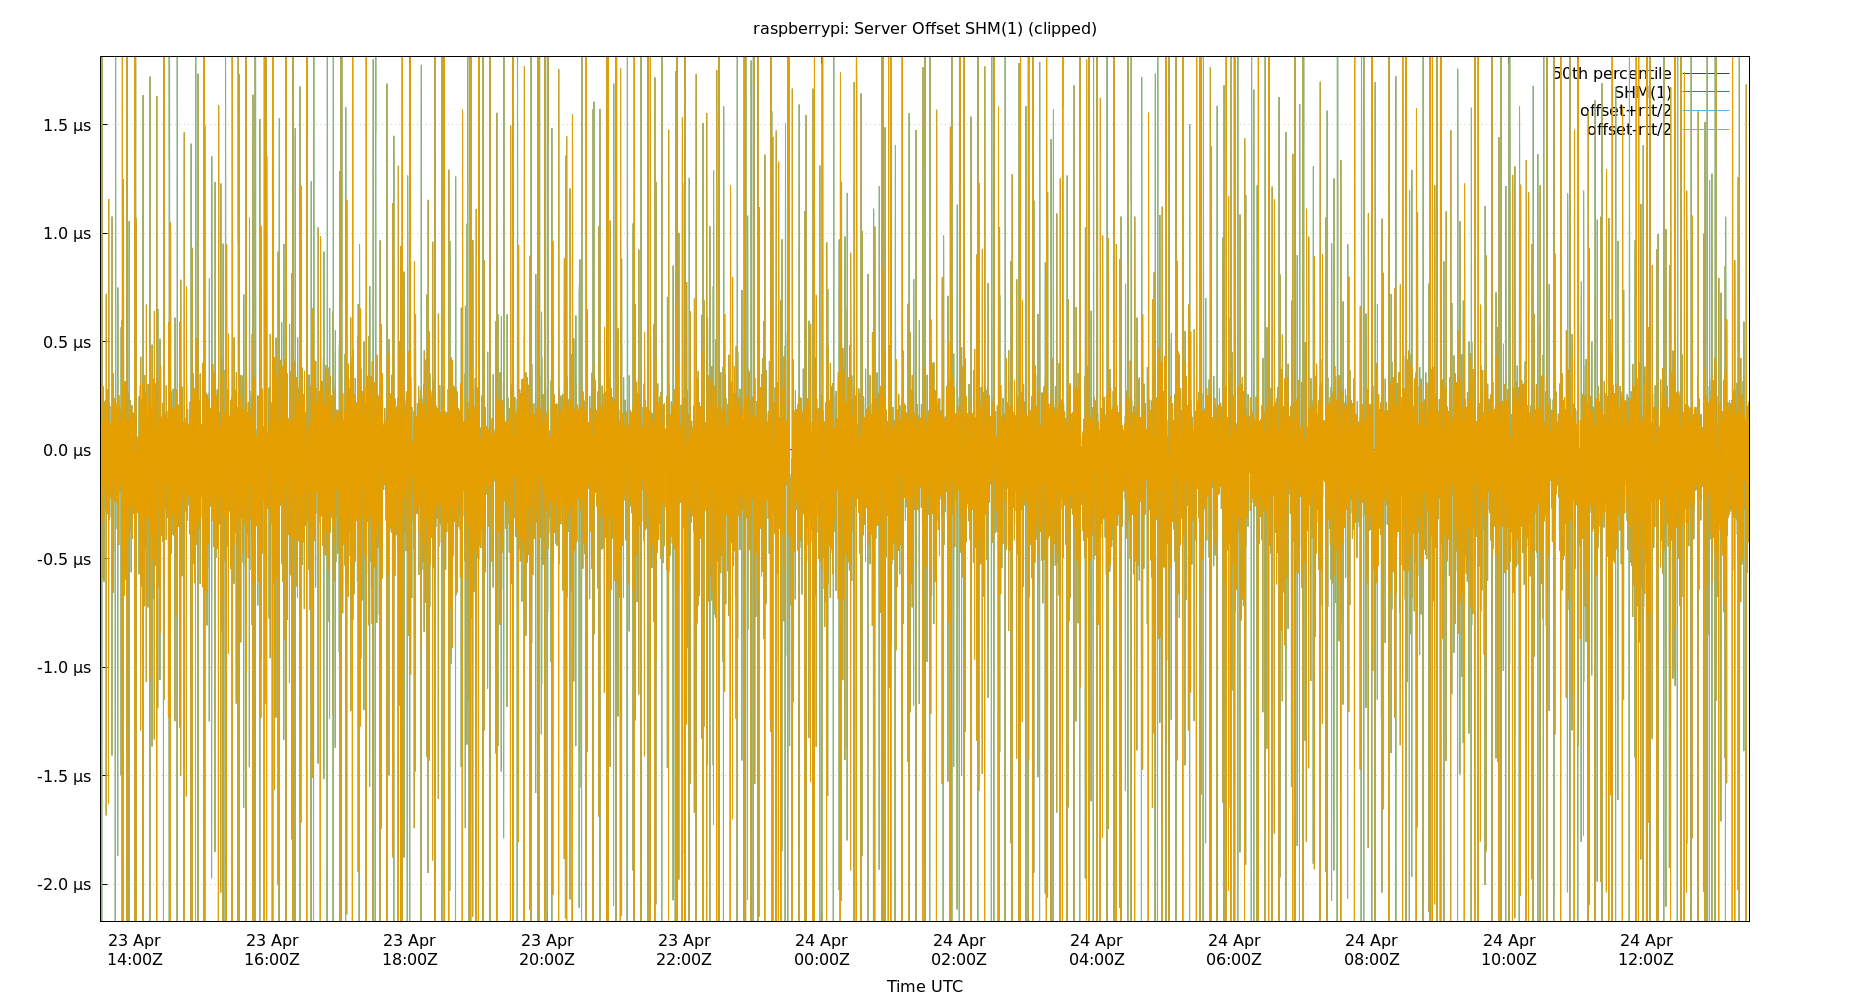 raspberrypi: Server Offset SHM(1) (clipped)
50th percentile
SHM(1)
offset+rtt/2
offset-rtt/2
1.5 µs
1.0 µs
0.5 µs
0.0 µs
-0.5 µs
-1.0 µs
-1.5 µs
-2.0 µs
23 Apr 23 Apr 23 Apr 23 Apr 23 Apr 24 Apr 24 Apr 24 Apr 24 Apr 24 Apr 24 Apr 24 Apr
14:00Z 16:00Z 18:00Z 20:00Z 22:00Z 00:00Z 02:00Z 04:00Z 06:00Z 08:00Z 10:00Z 12:00Z
Time UTC